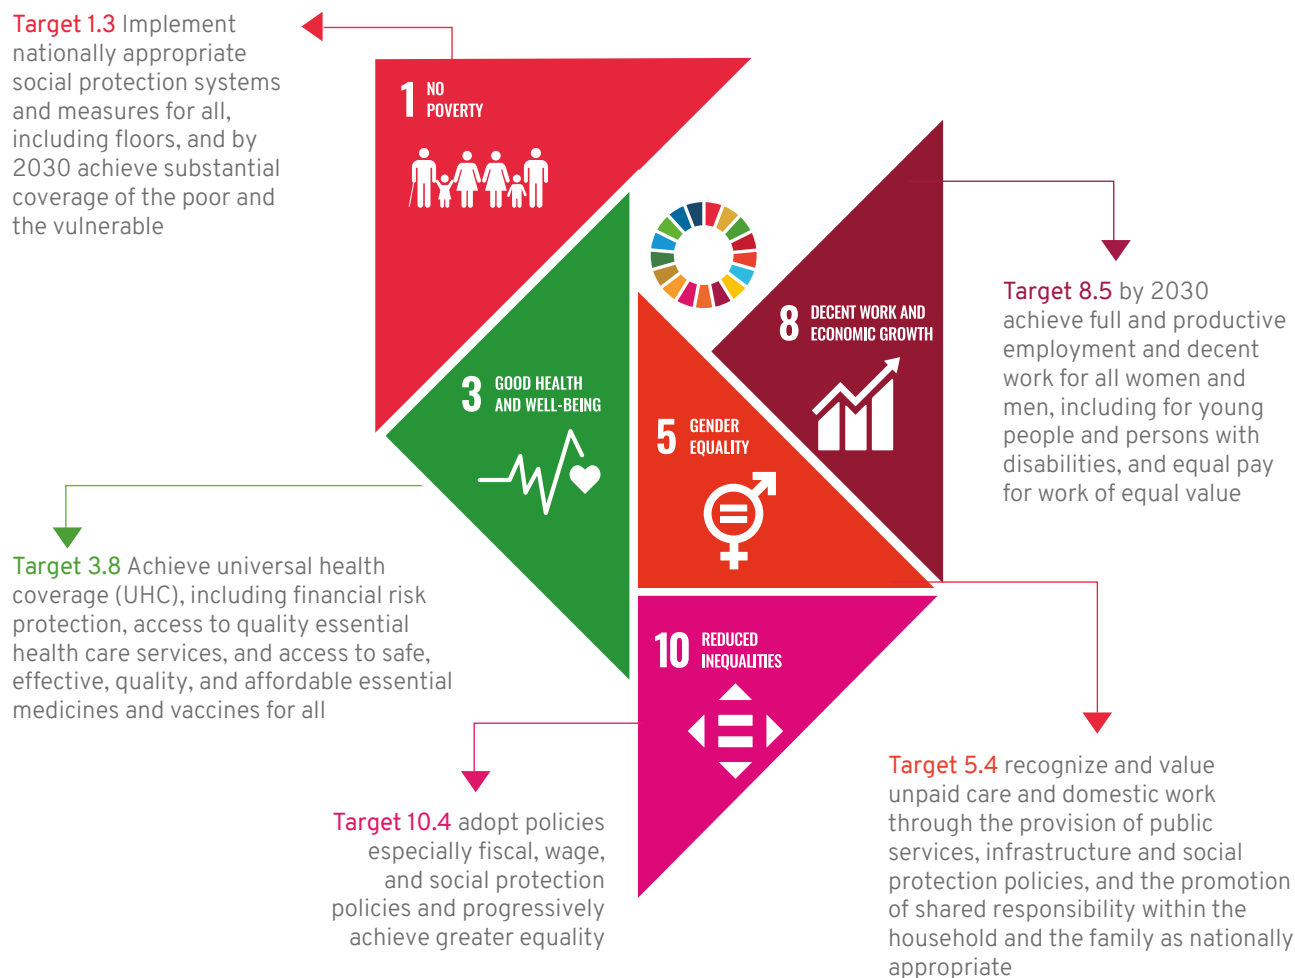 Target 1.3 Implement
nationally appropriate
social protection systems
and measures for all,
including floors, and by
2030 achieve substantial
coverage of the poor and
the vulnerable
1 NO
POVERTY
8 DECENT WORK AND
ECONOMIC GROWTH
Target 8.5 by 2030
achieve full and productive
employment and decent
work for all women and
men, including for young
people and persons with
disabilities, and equal pay
for work of equal value
3 GOOD HEALTH
AND WELL-BEING
5 GENDER
EQUALITY
Target 3.8 Achieve universal health
coverage (UHC), including financial risk
protection, access to quality essential
health care services, and access to safe,
effective, quality, and affordable essential
medicines and vaccines for all
10 REDUCED
INEQUALITIES
Target 10.4 adopt policies
especially fiscal, wage,
and social protection
policies and progressively
achieve greater equality
Target 5.4 recognize and value
unpaid care and domestic work
through the provision of public
services, infrastructure and social
protection policies, and the promotion
of shared responsibility within the
household and the family as nationally
appropriate